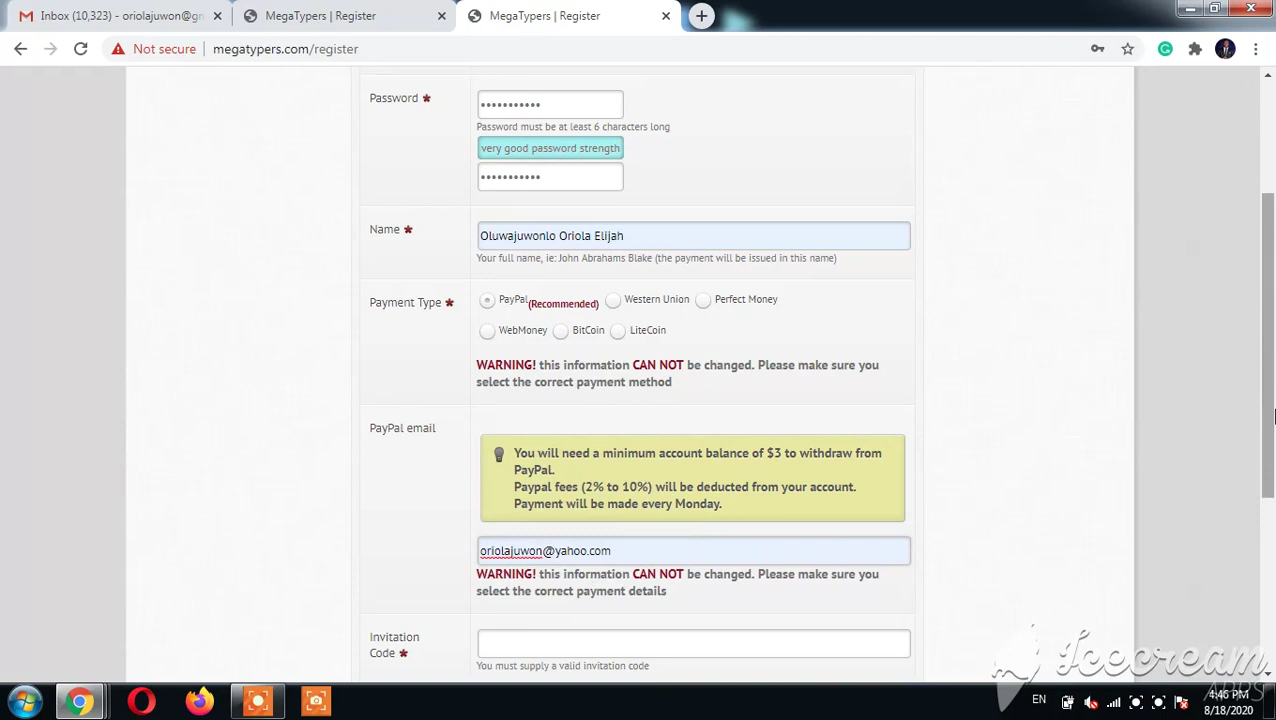 Inbox (10,323) - oriolajuwon@gm
MegaTypers | Register
MegaTypers | Register
Not secure
megatypers.com/register
Password *
•••••••••••
Password must be at least 6 characters long
very good password strength
•••••••••••
Name *
Oluwajuwonlo Oriola Elijah
Your full name, ie: John Abrahams Blake (the payment will be issued in this name)
Payment Type *
PayPal (Recommended) Western Union Perfect Money
WebMoney BitCoin LiteCoin
WARNING! this information CAN NOT be changed. Please make sure you
select the correct payment method
PayPal email
You will need a minimum account balance of $3 to withdraw from
PayPal.
Paypal fees (2% to 10%) will be deducted from your account.
Payment will be made every Monday.
oriolajuwon@yahoo.com
WARNING! this information CAN NOT be changed. Please make sure you
select the correct payment details
Invitation
Code *
You must supply a valid invitation code
Icecream
APPS
EN
4:46 PM
8/18/2020